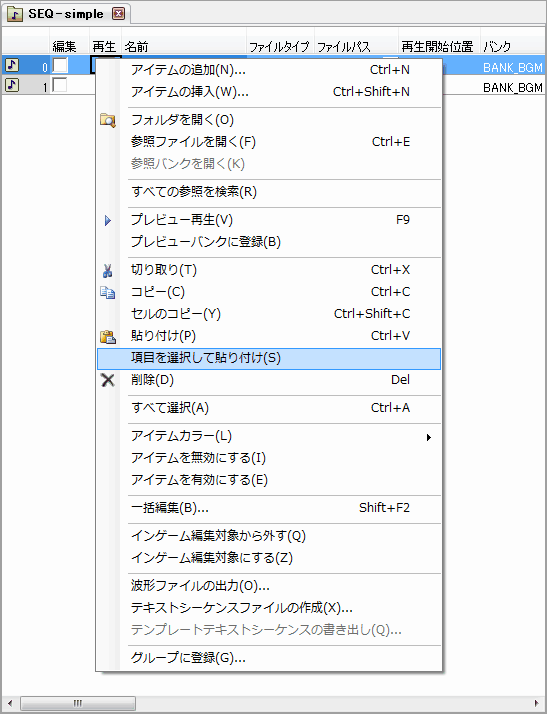 SEQ-simple
編集 再生 名前 ファイルタイプ ファイルパス 再生開始位置 バンク
0 BANK_BGM
1 BANK_BGM
アイテムの追加(N)... Ctrl+N
アイテムの挿入(W)... Ctrl+Shift+N
フォルダを開く(O)
参照ファイルを開く(F) Ctrl+E
参照バンクを開く(K)
すべての参照を検索(R)
プレビュー再生(V) F9
プレビューバンクに登録(B)
切り取り(T) Ctrl+X
コピー(C) Ctrl+C
セルのコピー(Y) Ctrl+Shift+C
貼り付け(P) Ctrl+V
項目を選択して貼り付け(S)
削除(D) Del
すべて選択(A) Ctrl+A
アイテムカラー(L)
アイテムを無効にする(I)
アイテムを有効にする(E)
一括編集(B)... Shift+F2
インゲーム編集対象から外す(Q)
インゲーム編集対象にする(Z)
波形ファイルの出力(O)...
テキストシーケンスファイルの作成(X)...
テンプレートテキストシーケンスの書き出し(Q)...
グループに登録(G)...